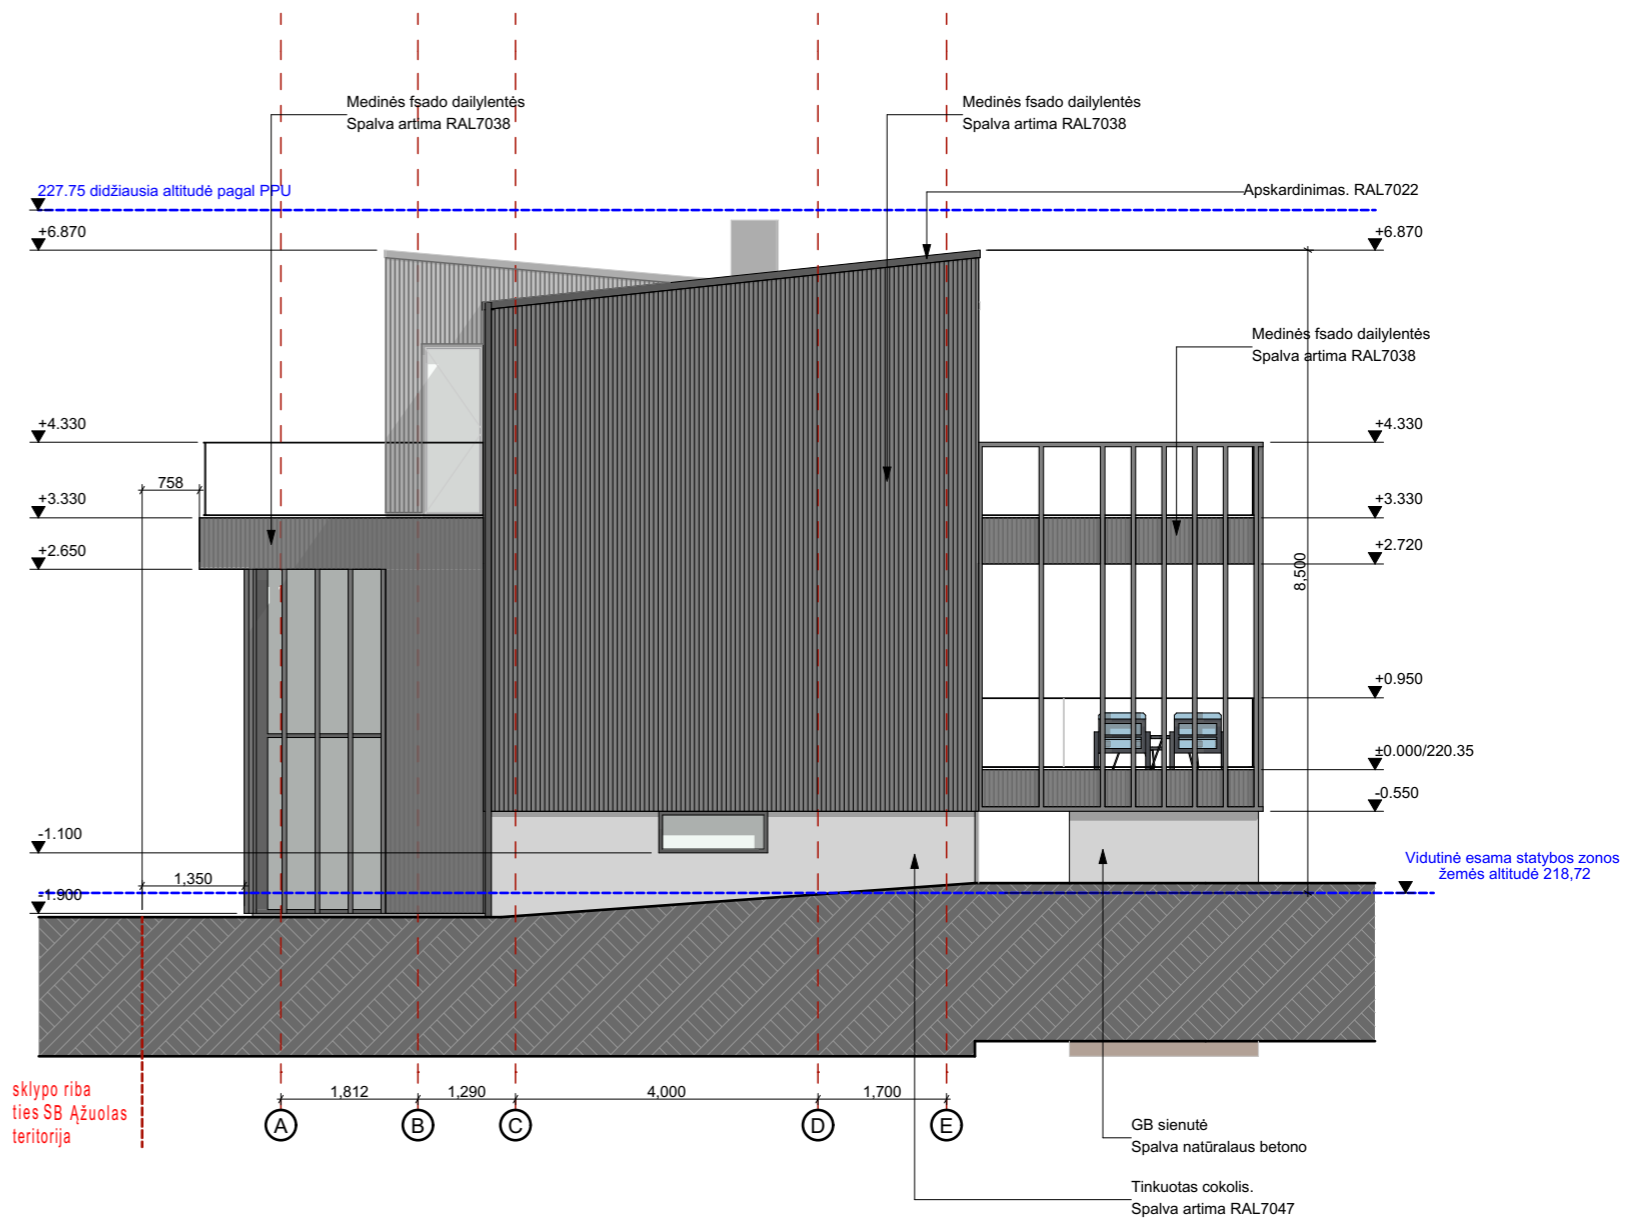 Medinės fsado dailylentės
Spalva artima RAL7038
Medinės fsado dailylentės
Spalva artima RAL7038
227.75 didžiausia altitudė pagal PPU
Apskardinimas. RAL7022
+6.870
+6.870
Medinės fsado dailylentės
Spalva artima RAL7038
+4.330
+4.330
758
+3.330
+3.330
+2.650
+2.720
8,500
+0.950
±0.000/220.35
-0.550
-1.100
Vidutinė esama statybos zonos
žemės altitudė 218,72
1,350
-1.900
sklypo riba
ties SB Ąžuolas
teritorija
1,812
1,290
4,000
1,700
A
B
C
D
E
GB sienutė
Spalva natūralaus betono
Tinkuotas cokolis.
Spalva artima RAL7047